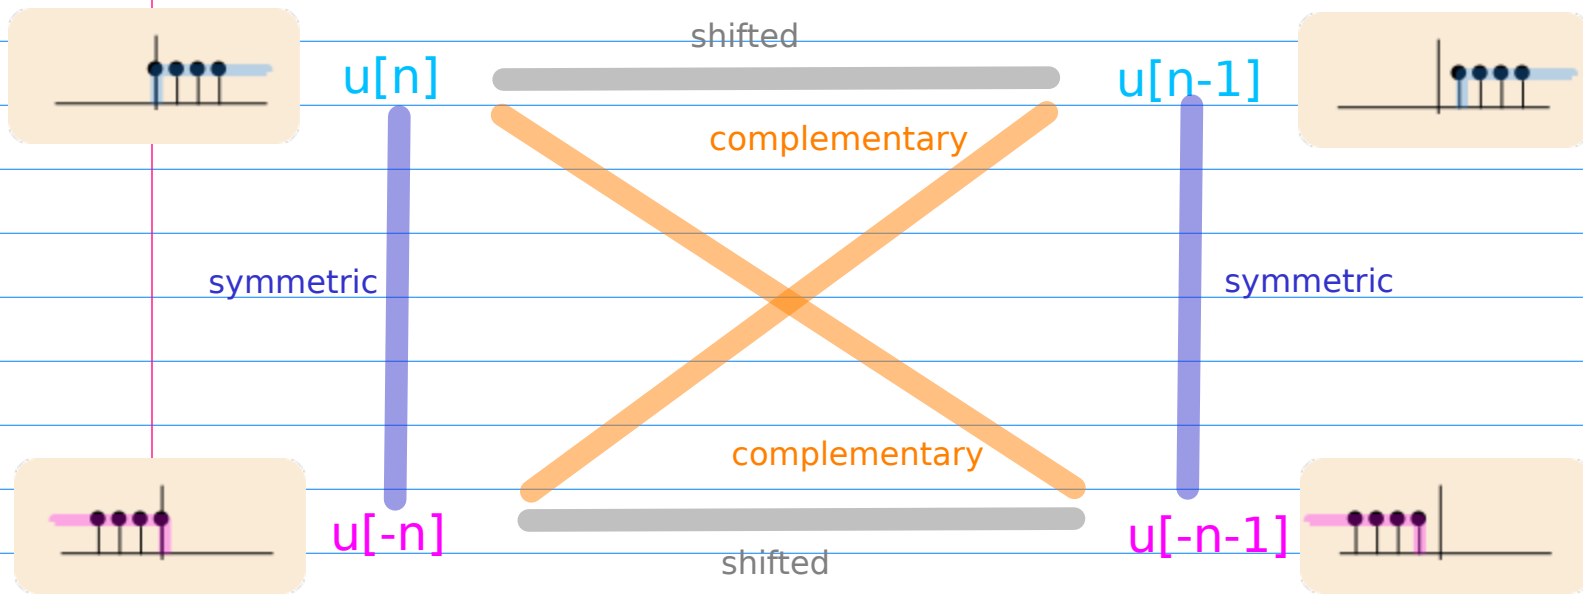 shifted
u[n]
u[n-1]
complementary
symmetric
symmetric
complementary
u[-n]
u[-n-1]
shifted